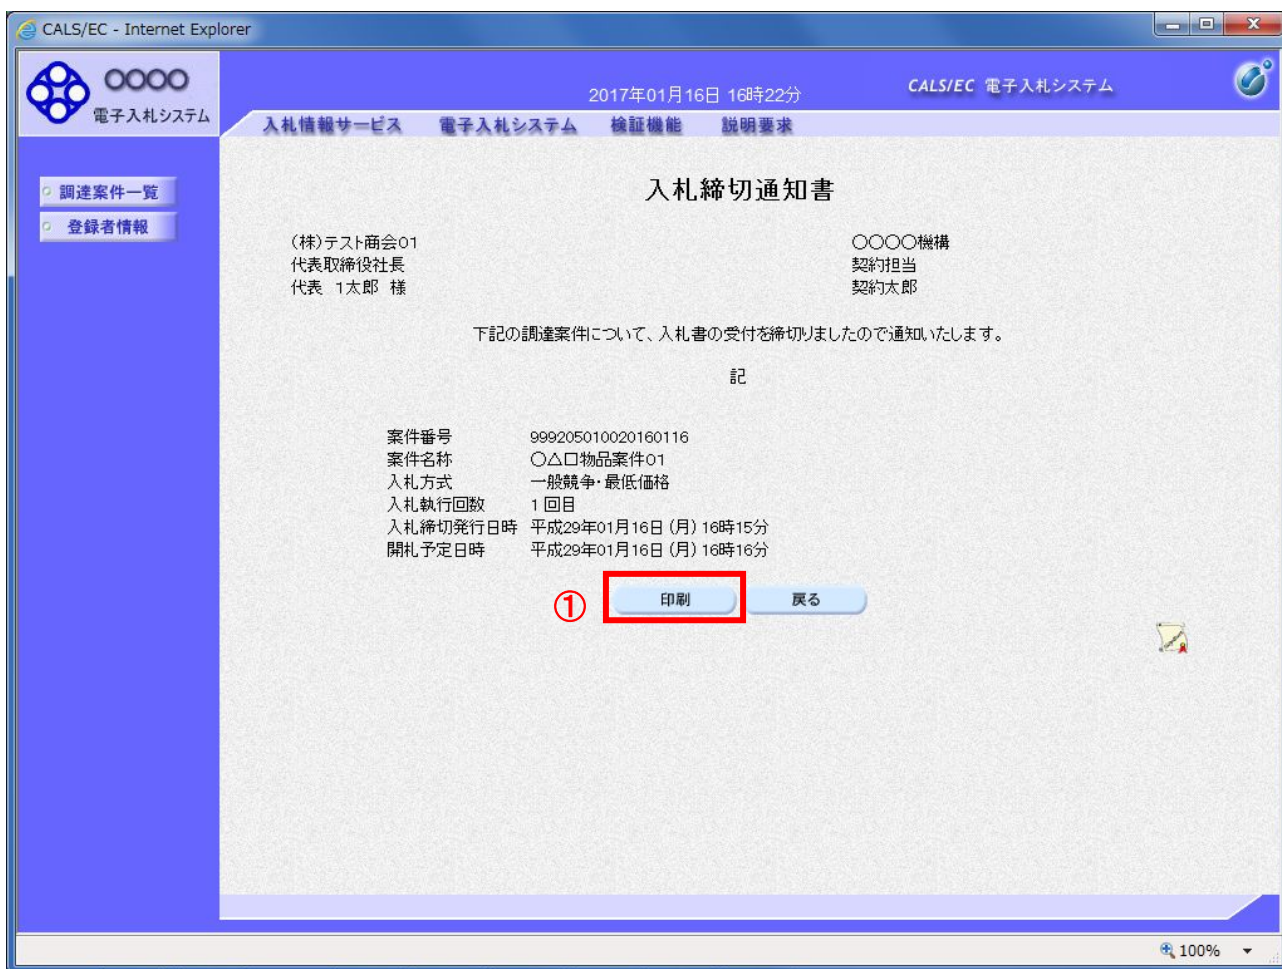 CALS/EC - Internet Explorer
〇〇〇〇
電子入札システム
2017年01月16日 16時22分
CALS/EC 電子入札システム
入札情報サービス 電子入札システム 検証機能 説明要求
調達案件一覧
登録者情報
入札締切通知書
(株)テスト商会01
代表取締役社長
代表 1太郎 様
〇〇〇〇機構
契約担当
契約太郎
下記の調達案件について、入札書の受付を締切りましたので通知いたします。
記
案件番号 999205010020160116
案件名称 〇△口物品案件01
入札方式 一般競争・最低価格
入札執行回数 1回目
入札締切発行日時 平成29年01月16日(月)16時15分
開札予定日時 平成29年01月16日(月)16時16分
① 印刷 戻る
100%